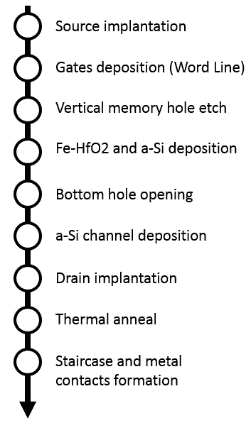 Source implantation
Gates deposition (Word Line)
Vertical memory hole etch
Fe-HfO2 and a-Si deposition
Bottom hole opening
a-Si channel deposition
Drain implantation
Thermal anneal
Staircase and metal
contacts formation